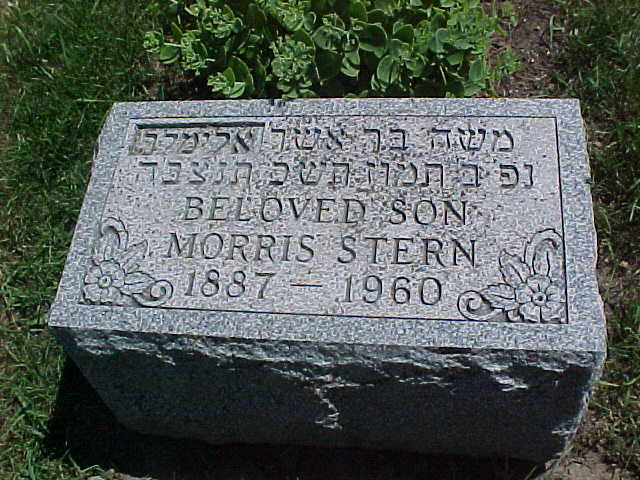 משה בר אשר אלימלך
נפ ב תמוז תשכ תנצבה
BELOVED SON
MORRIS STERN
1887 — 1960